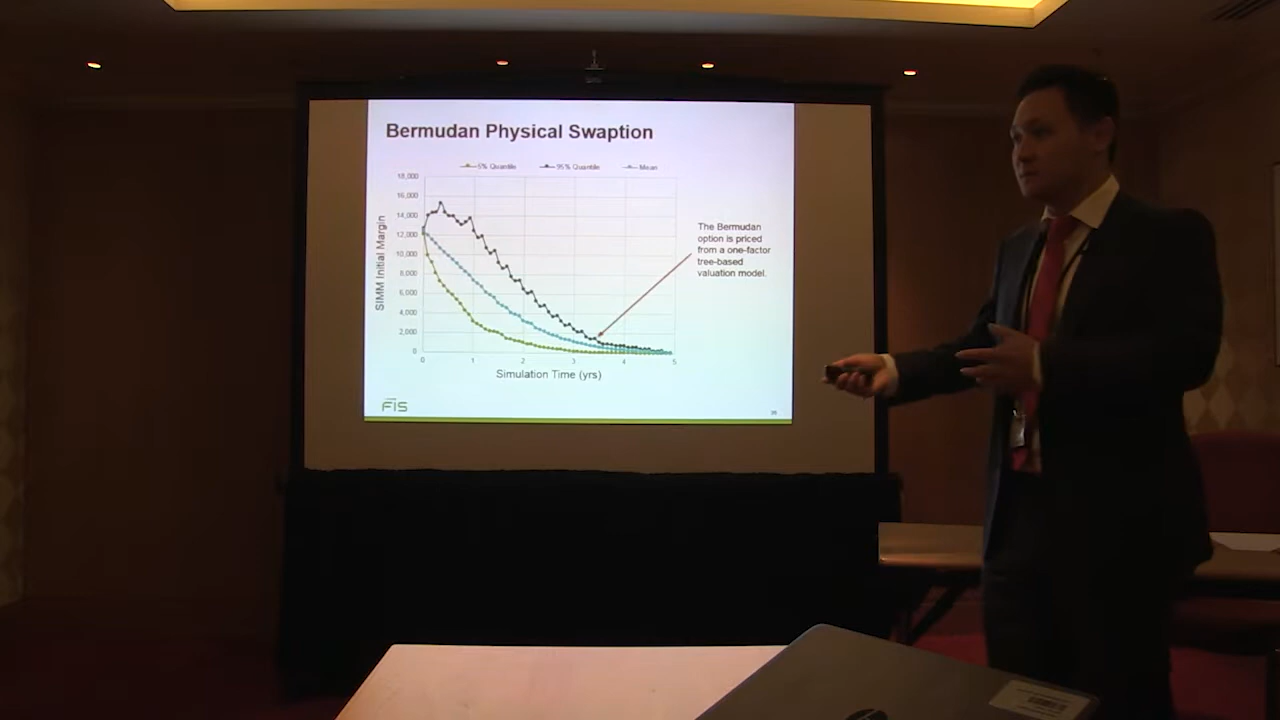 Bermudan Physical Swaption
5% Quantile 95% Quantile Mean
18,000
16,000
14,000
12,000
10,000
8,000
6,000
4,000
2,000
0
SIMM Initial Margin
0 1 2 3 4 5
Simulation Time (yrs)
The Bermudan
option is priced
from a one-factor
tree-based
valuation model.
FIS